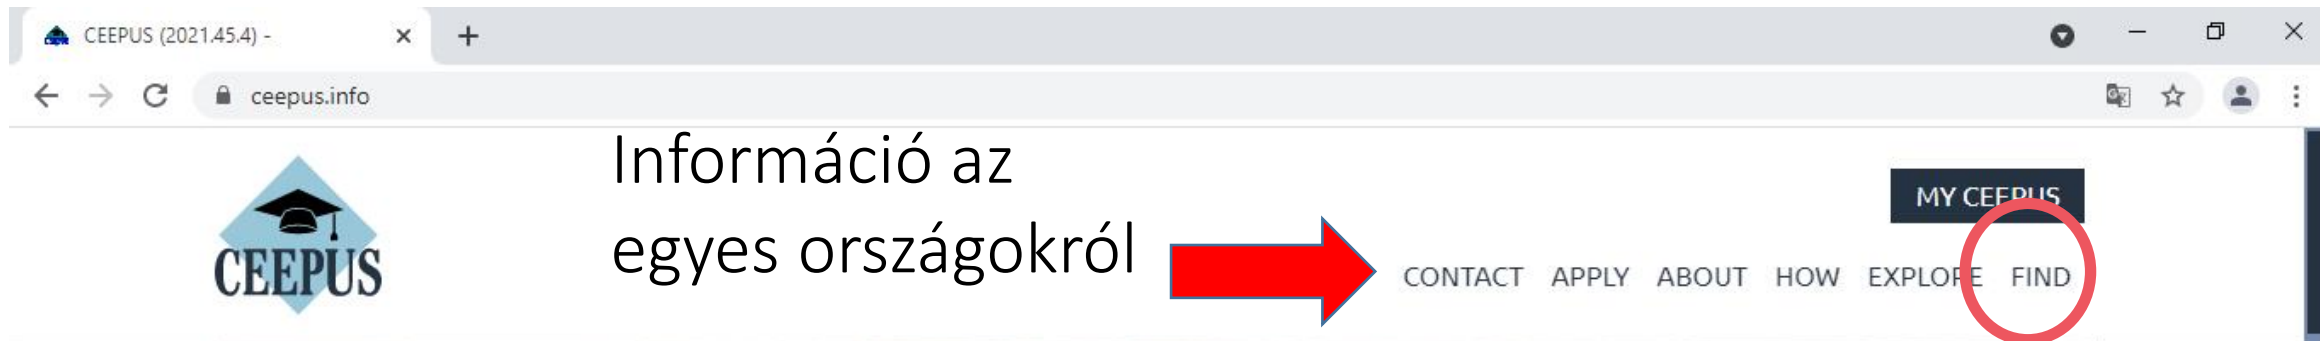 CEEPUS (2021.45.4) -
ceepus.info
Információ az
egyes országokról
MY CEEPUS
CEEPUS
CONTACT APPLY ABOUT HOW EXPLORE FIND